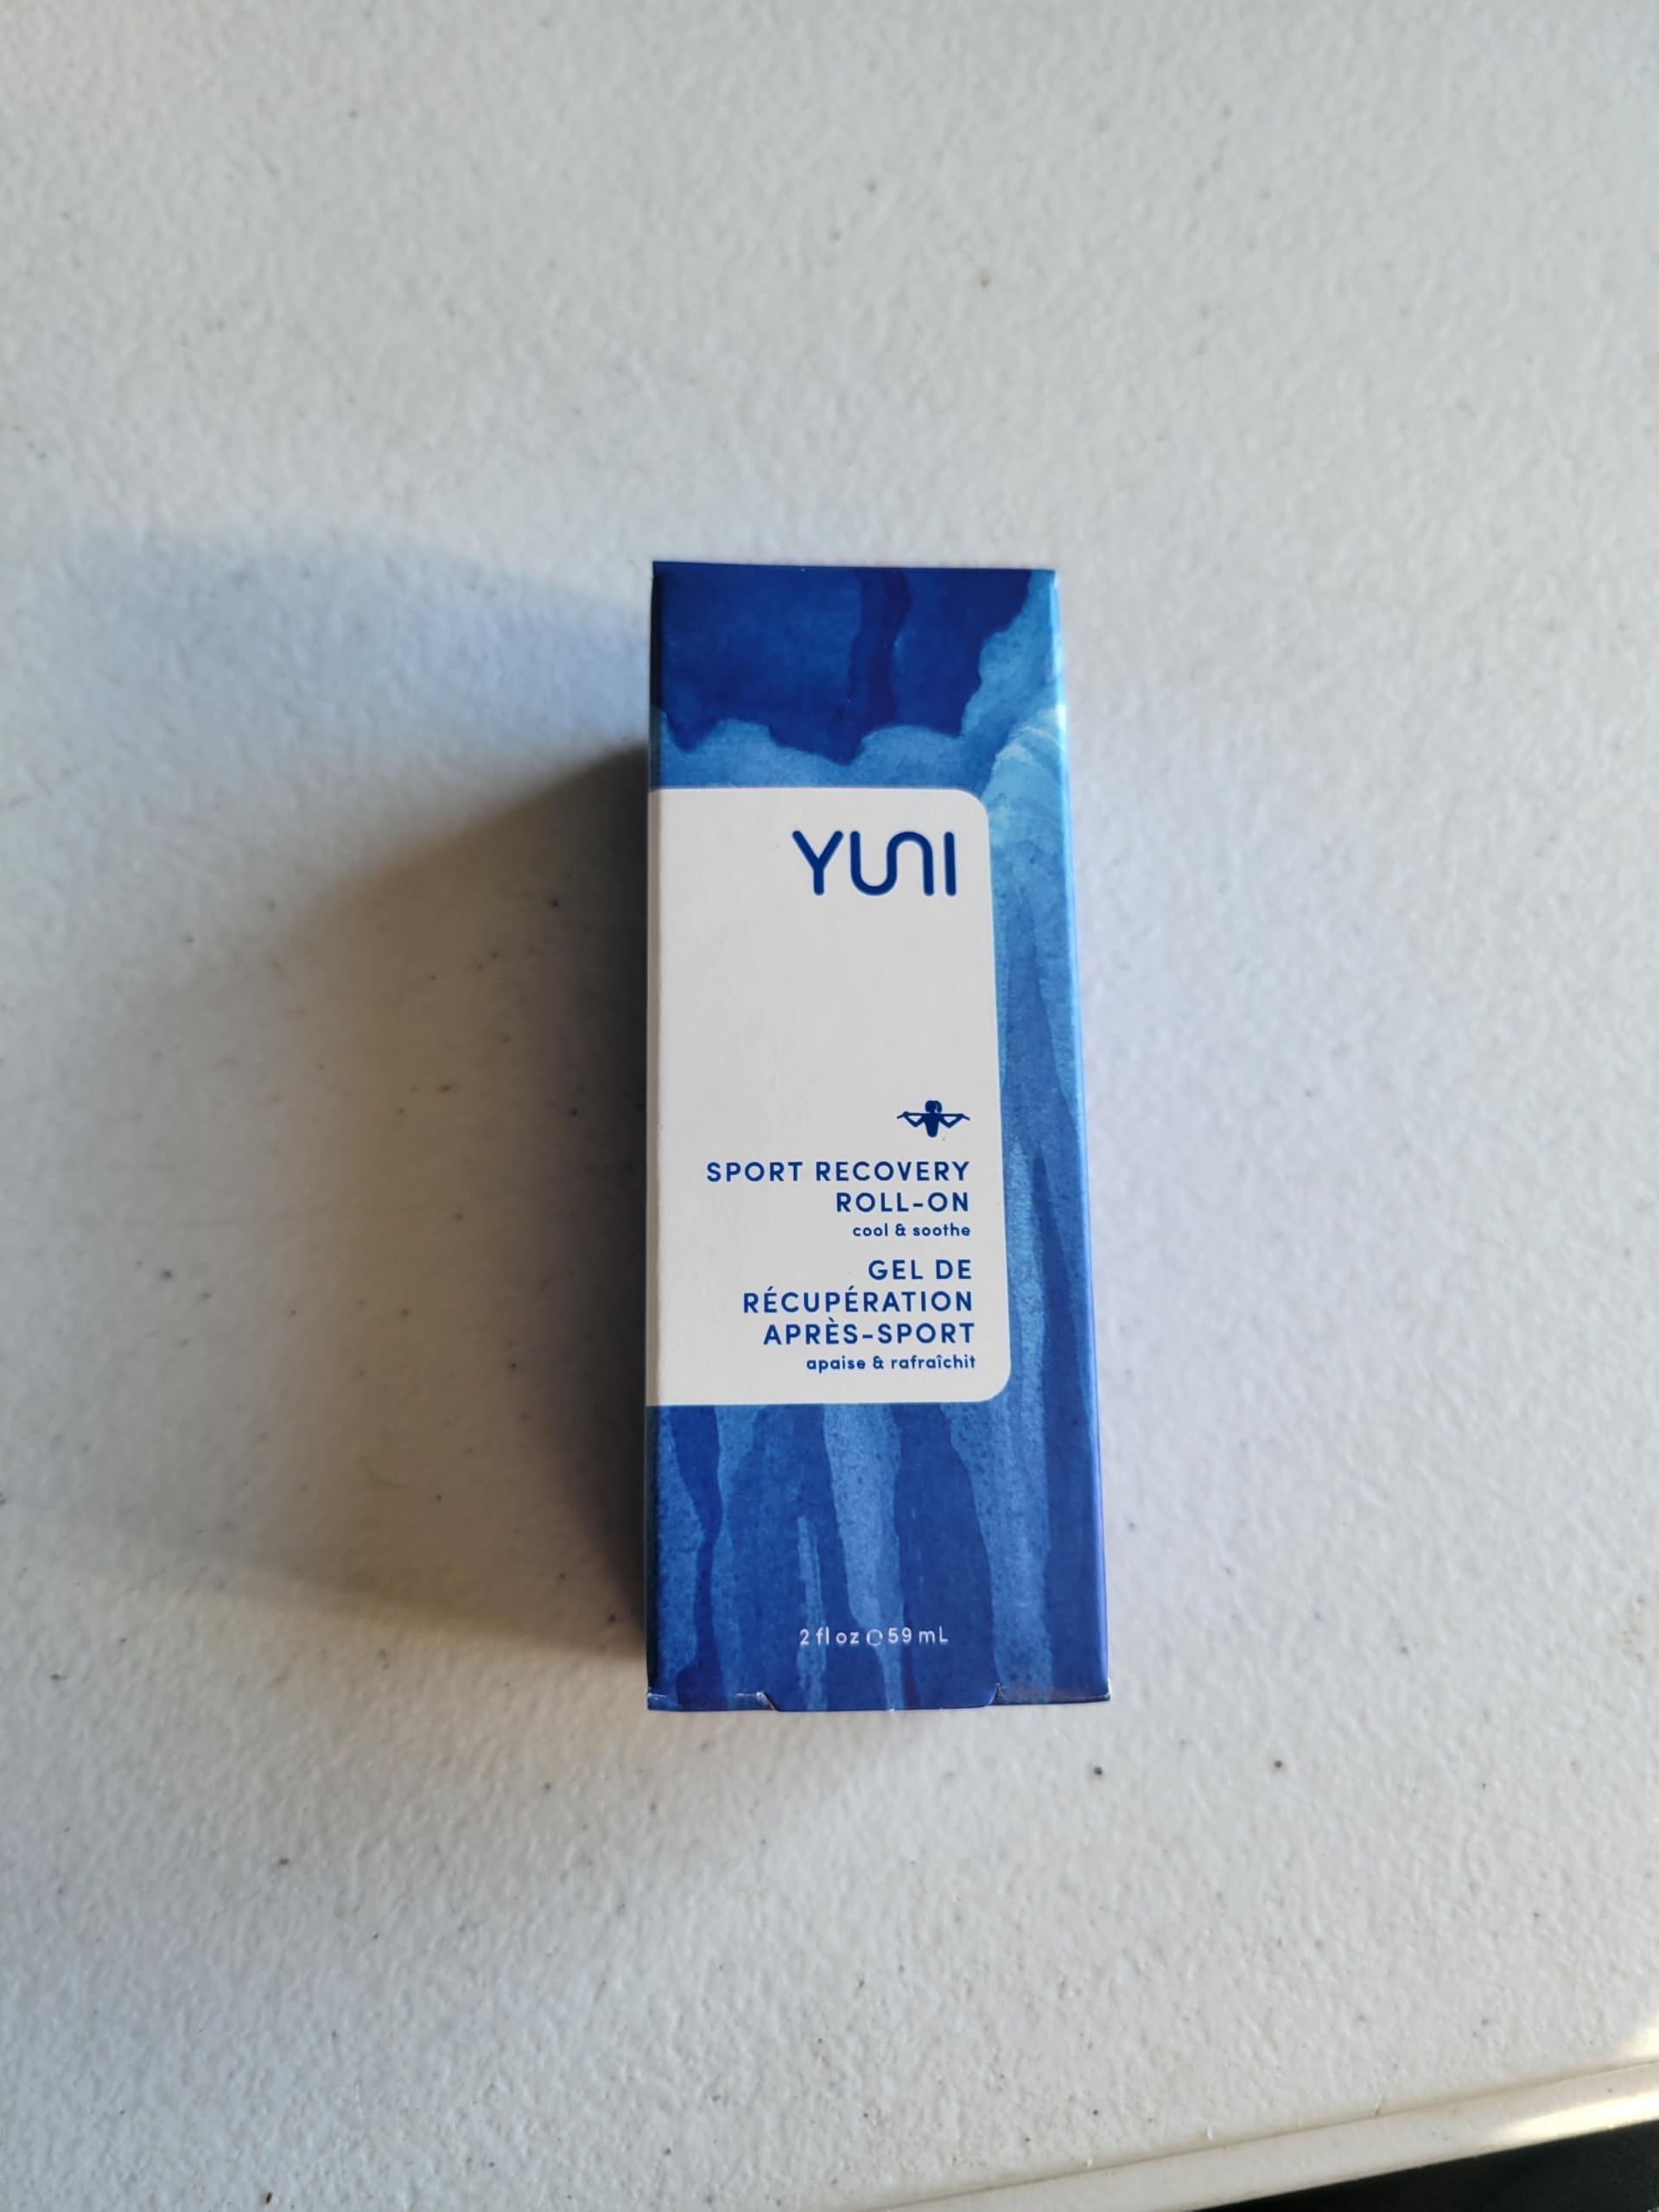 YUNI
SPORT RECOVERY
ROLL-ON
cool & soothe
GEL DE
RÉCUPÉRATION
APRÈS-SPORT
apaise & rafraîchit
2 fl oz ℮ 59 mL